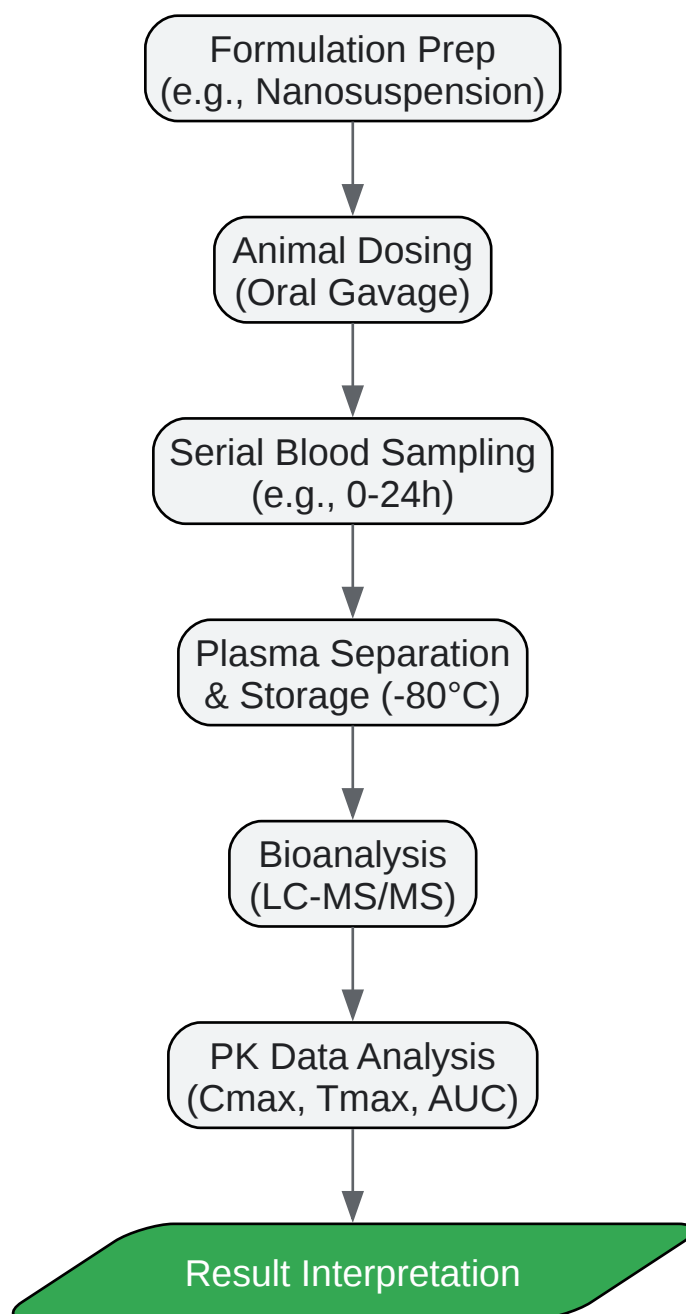 Formulation Prep
(e.g., Nanosuspension)
Animal Dosing
(Oral Gavage)
Serial Blood Sampling
(e.g., 0-24h)
Plasma Separation
& Storage (-80°C)
Bioanalysis
(LC-MS/MS)
PK Data Analysis
(Cmax, Tmax, AUC)
Result Interpretation